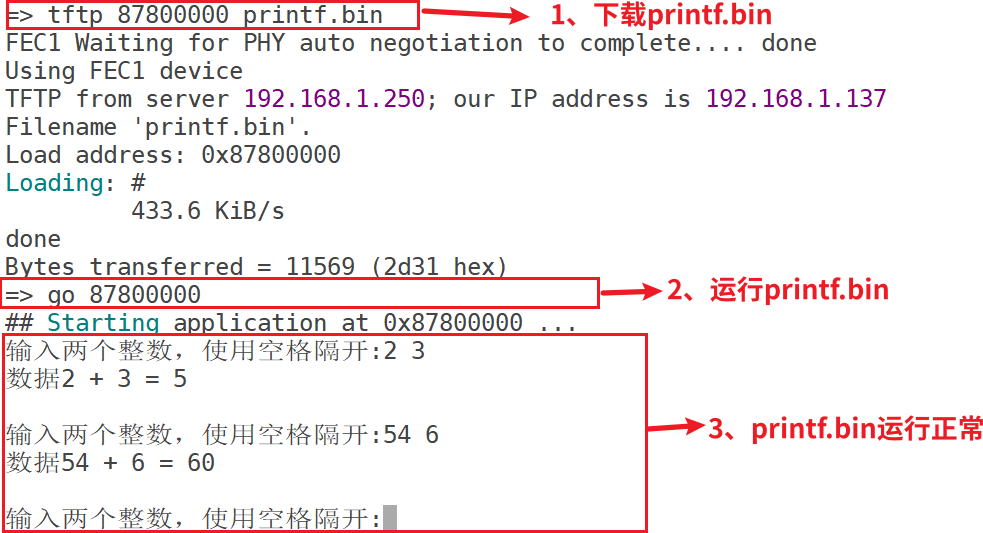 => tftp 87800000 printf.bin
1、下载printf.bin
FEC1 Waiting for PHY auto negotiation to complete.... done
Using FEC1 device
TFTP from server 192.168.1.250; our IP address is 192.168.1.137
Filename 'printf.bin'.
Load address: 0x87800000
Loading: #
433.6 KiB/s
done
Bytes transferred = 11569 (2d31 hex)
=> go 87800000
2、运行printf.bin
## Starting application at 0x87800000 ...
输入两个整数，使用空格隔开:2 3
数据2 + 3 = 5
输入两个整数，使用空格隔开:54 6
3、printf.bin运行正常
数据54 + 6 = 60
输入两个整数，使用空格隔开: